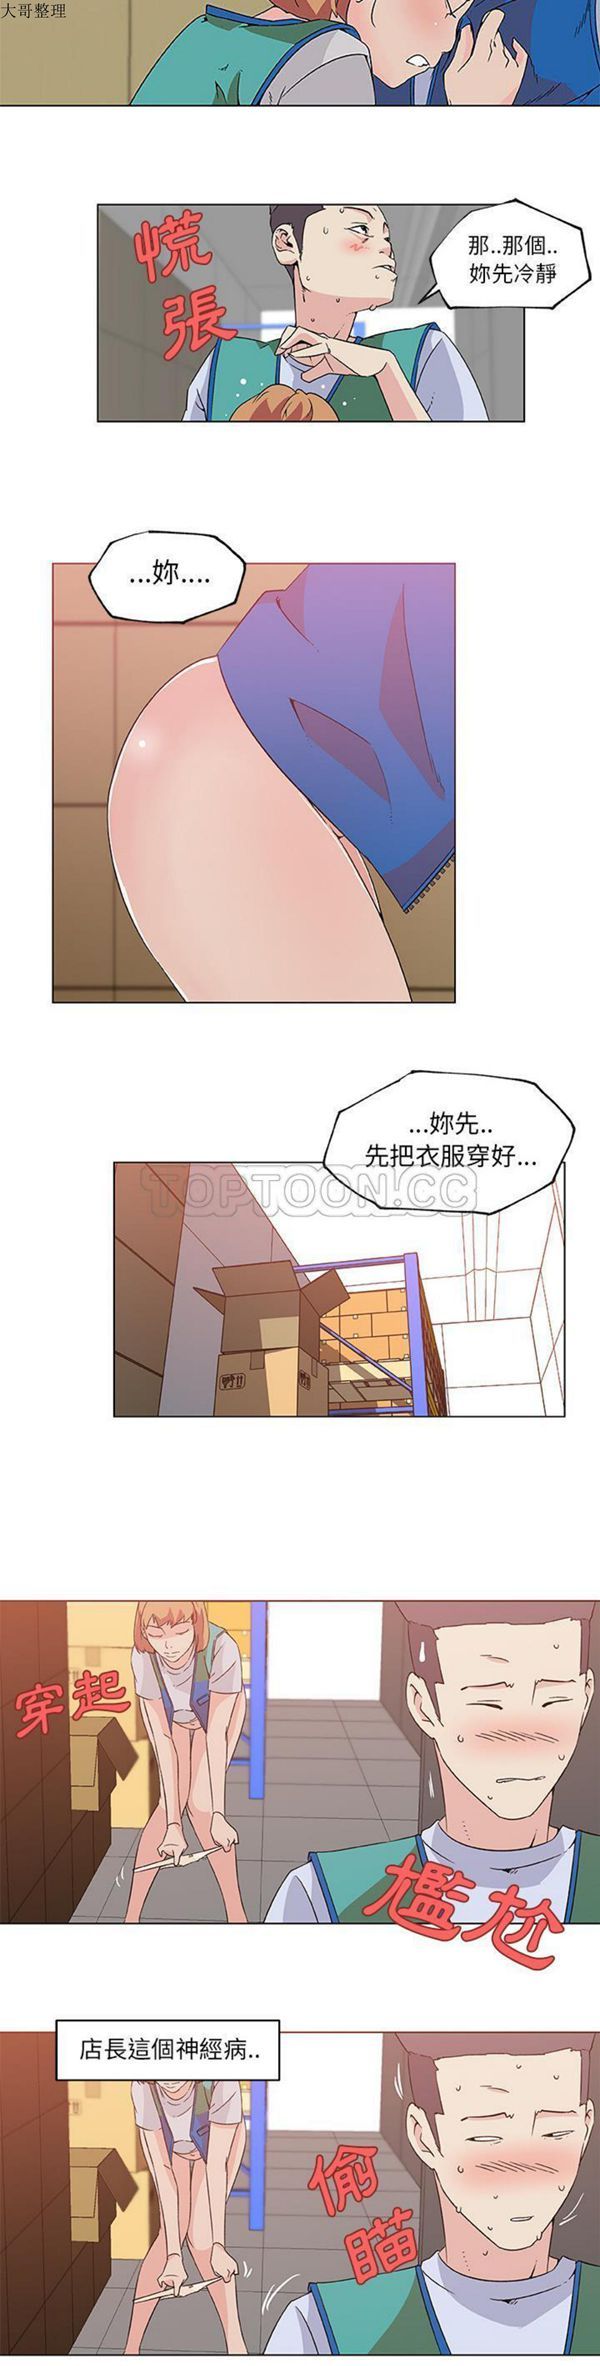 大哥整理
慌
張
那..那個..
妳先冷靜
...妳....
...妳先..
先把衣服穿好...
TOPTOON.CC
穿起
尷尬
店長這個神經病..
偷
瞄